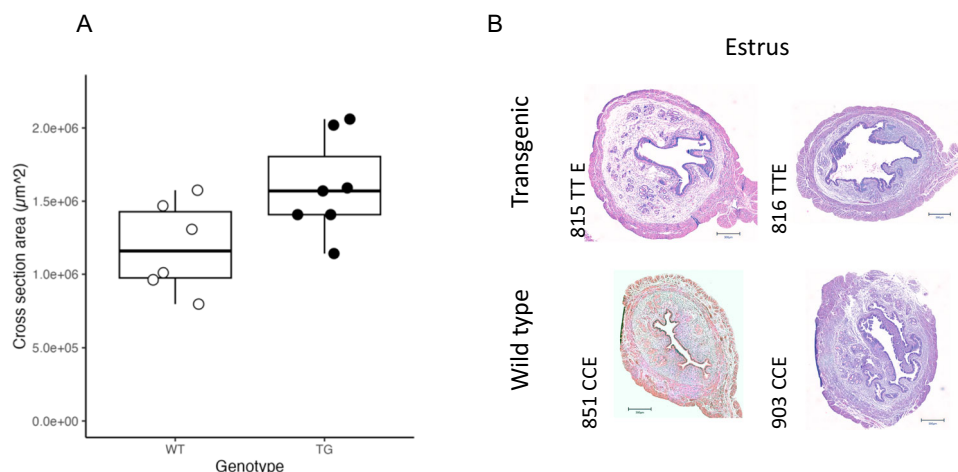 A
Cross section area (µm^2)
2.0e+06
1.5e+06
1.0e+06
5.0e+05
0.0e+00
WT
TG
Genotype
B
Estrus
Transgenic
815 TT E
816 TTE
Wild type
851 CCE
903 CCE